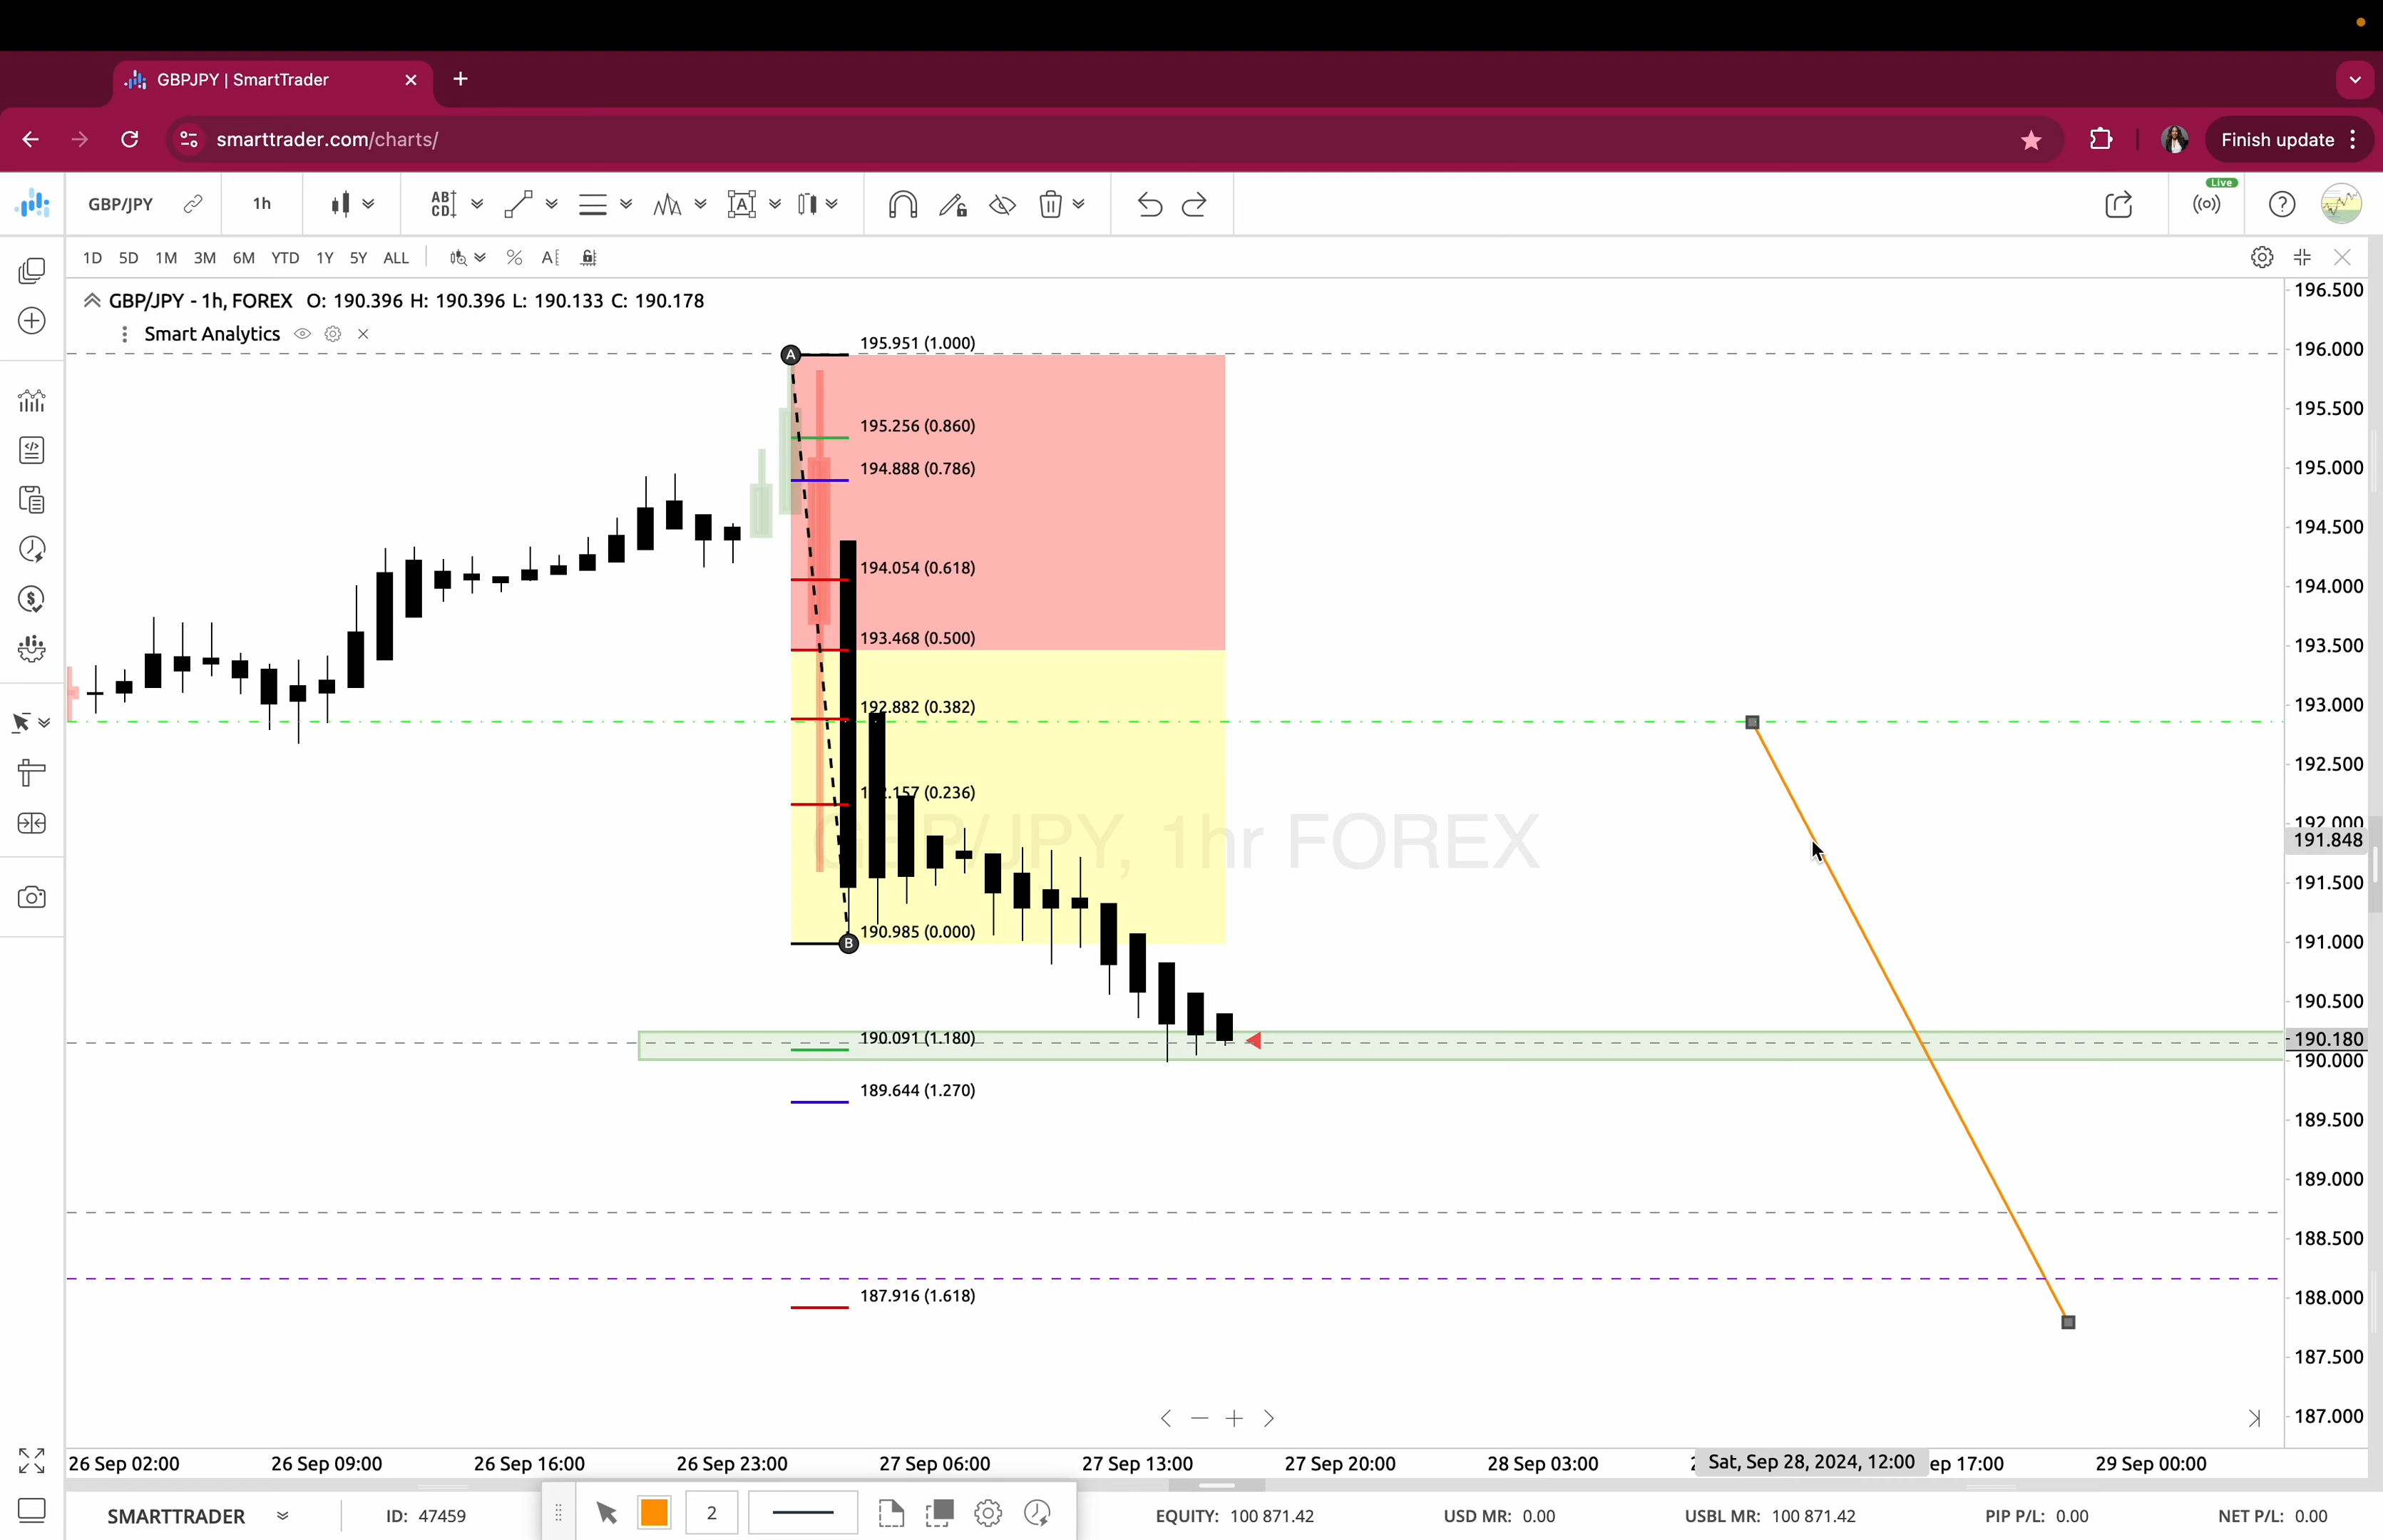 GBPJPY | SmartTrader
smarttrader.com/charts/
Finish update
GBP/JPY
1h
AB
CD
A
Live
1D 5D 1M 3M 6M YTD 1Y 5Y ALL
%
A
GBP/JPY - 1h, FOREX O: 190.396 H: 190.396 L: 190.133 C: 190.178
Smart Analytics
GBP/JPY, 1hr FOREX
A
195.951 (1.000)
195.256 (0.860)
194.888 (0.786)
194.054 (0.618)
193.468 (0.500)
192.882 (0.382)
(0.236)
B
190.985 (0.000)
190.091 (1.180)
189.644 (1.270)
187.916 (1.618)
196.500
196.000
195.500
195.000
194.500
194.000
193.500
193.000
192.500
192.000
191.848
191.500
191.000
190.500
190.180
190.000
189.500
189.000
188.500
188.000
187.500
187.000
26 Sep 02:00
26 Sep 09:00
26 Sep 16:00
26 Sep 23:00
27 Sep 06:00
27 Sep 13:00
27 Sep 20:00
28 Sep 03:00
Sat, Sep 28, 2024, 12:00
ep 17:00
29 Sep 00:00
SMARTTRADER
ID: 47459
2
EQUITY: 100 871.42
USD MR: 0.00
USBL MR: 100 871.42
PIP P/L: 0.00
NET P/L: 0.00